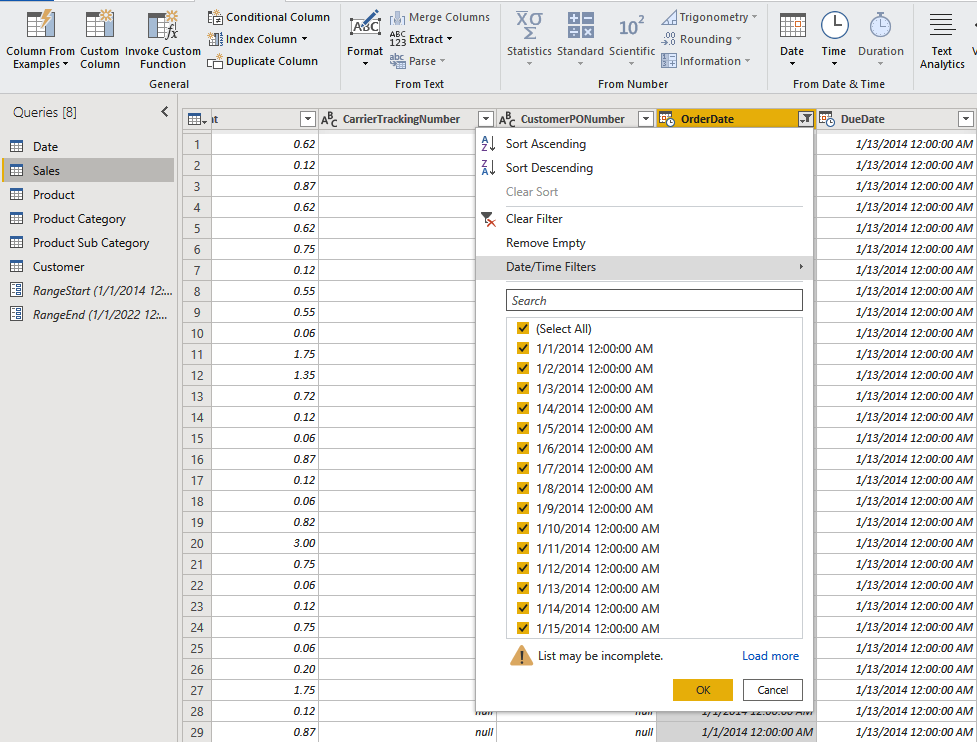 Column From
Examples
Custom
Column
Invoke Custom
Function
Conditional Column
Index Column
Duplicate Column
General
ABC
Format
Merge Columns
ABC
123 Extract
abc Parse
From Text
XΣσ
Statistics
Standard
10²
Scientific
Trigonometry
.00 Rounding
Information
From Number
Date
Time
Duration
From Date & Time
Text
Analytics
Queries [8]
Date
Sales
Product
Product Category
Product Sub Category
Customer
RangeStart (1/1/2014 12:...
RangeEnd (1/1/2022 12:...
nt ABC CarrierTrackingNumber ABC CustomerPONumber OrderDate DueDate
1 0.62 1/13/2014 12:00:00 AM
2 0.12 1/13/2014 12:00:00 AM
3 0.87 1/13/2014 12:00:00 AM
4 0.62 1/13/2014 12:00:00 AM
5 0.62 1/13/2014 12:00:00 AM
6 0.75 1/13/2014 12:00:00 AM
7 0.12 1/13/2014 12:00:00 AM
8 0.55 1/13/2014 12:00:00 AM
9 0.55 1/13/2014 12:00:00 AM
10 0.06 1/13/2014 12:00:00 AM
11 1.75 1/13/2014 12:00:00 AM
12 1.35 1/13/2014 12:00:00 AM
13 0.72 1/13/2014 12:00:00 AM
14 0.12 1/13/2014 12:00:00 AM
15 0.06 1/13/2014 12:00:00 AM
16 0.87 1/13/2014 12:00:00 AM
17 0.12 1/13/2014 12:00:00 AM
18 0.06 1/13/2014 12:00:00 AM
19 0.82 1/13/2014 12:00:00 AM
20 3.00 1/13/2014 12:00:00 AM
21 0.75 1/13/2014 12:00:00 AM
22 0.06 1/13/2014 12:00:00 AM
23 0.12 1/13/2014 12:00:00 AM
24 0.75 1/13/2014 12:00:00 AM
25 0.06 1/13/2014 12:00:00 AM
26 0.20 1/13/2014 12:00:00 AM
27 1.75 1/13/2014 12:00:00 AM
28 0.12 null null 1/1/2014 12:00:00 AM 1/13/2014 12:00:00 AM
29 0.87 null null 1/1/2014 12:00:00 AM 1/13/2014 12:00:00 AM
Sort Ascending
Sort Descending
Clear Sort
Clear Filter
Remove Empty
Date/Time Filters
Search
(Select All)
1/1/2014 12:00:00 AM
1/2/2014 12:00:00 AM
1/3/2014 12:00:00 AM
1/4/2014 12:00:00 AM
1/5/2014 12:00:00 AM
1/6/2014 12:00:00 AM
1/7/2014 12:00:00 AM
1/8/2014 12:00:00 AM
1/9/2014 12:00:00 AM
1/10/2014 12:00:00 AM
1/11/2014 12:00:00 AM
1/12/2014 12:00:00 AM
1/13/2014 12:00:00 AM
1/14/2014 12:00:00 AM
1/15/2014 12:00:00 AM
List may be incomplete. Load more
OK Cancel